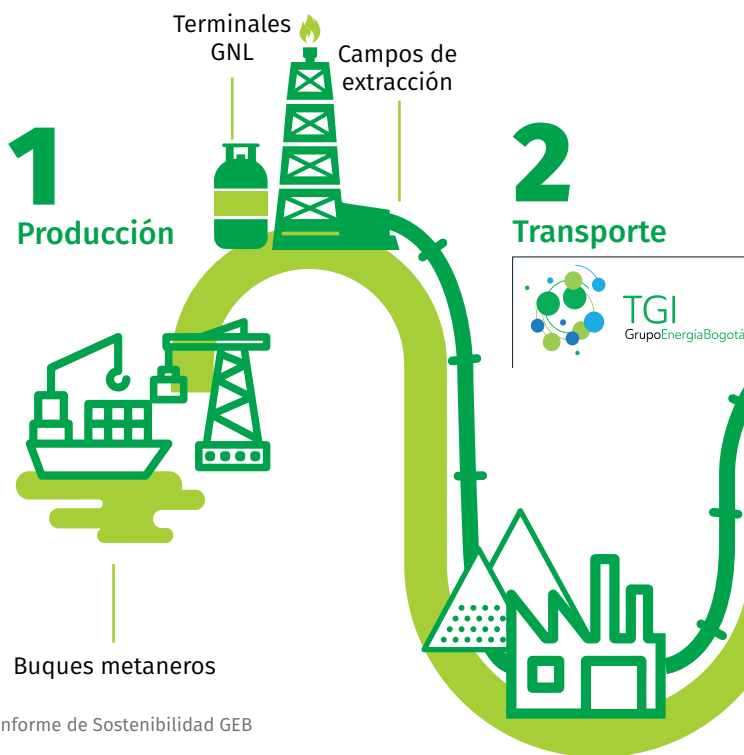 1
Producción
Terminales
GNL
Campos de
extracción
Buques metaneros
2
Transporte
TGI
GrupoEnergíaBogotá
nforme de Sostenibilidad GEB